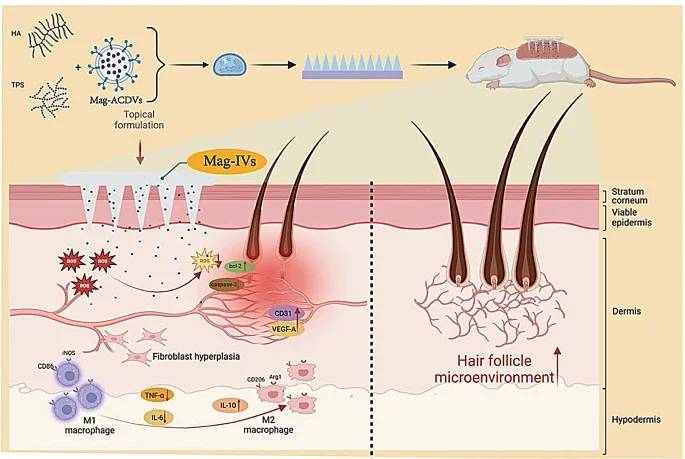 HA
TPS
+
Mag-ACDVs
Topical
formulation
Mag-IVs
Stratum
corneum
Viable
epidermis
Dermis
Hypodermis
ROS
ROS
ROS
ROS
bcl-2
caspase-3
CD31
VEGF-A
Fibroblast hyperplasia
iNOS
CD86
M1
macrophage
TNF-α
IL-6
IL-10
CD206
Arg1
M2
macrophage
Hair follicle
microenvironment